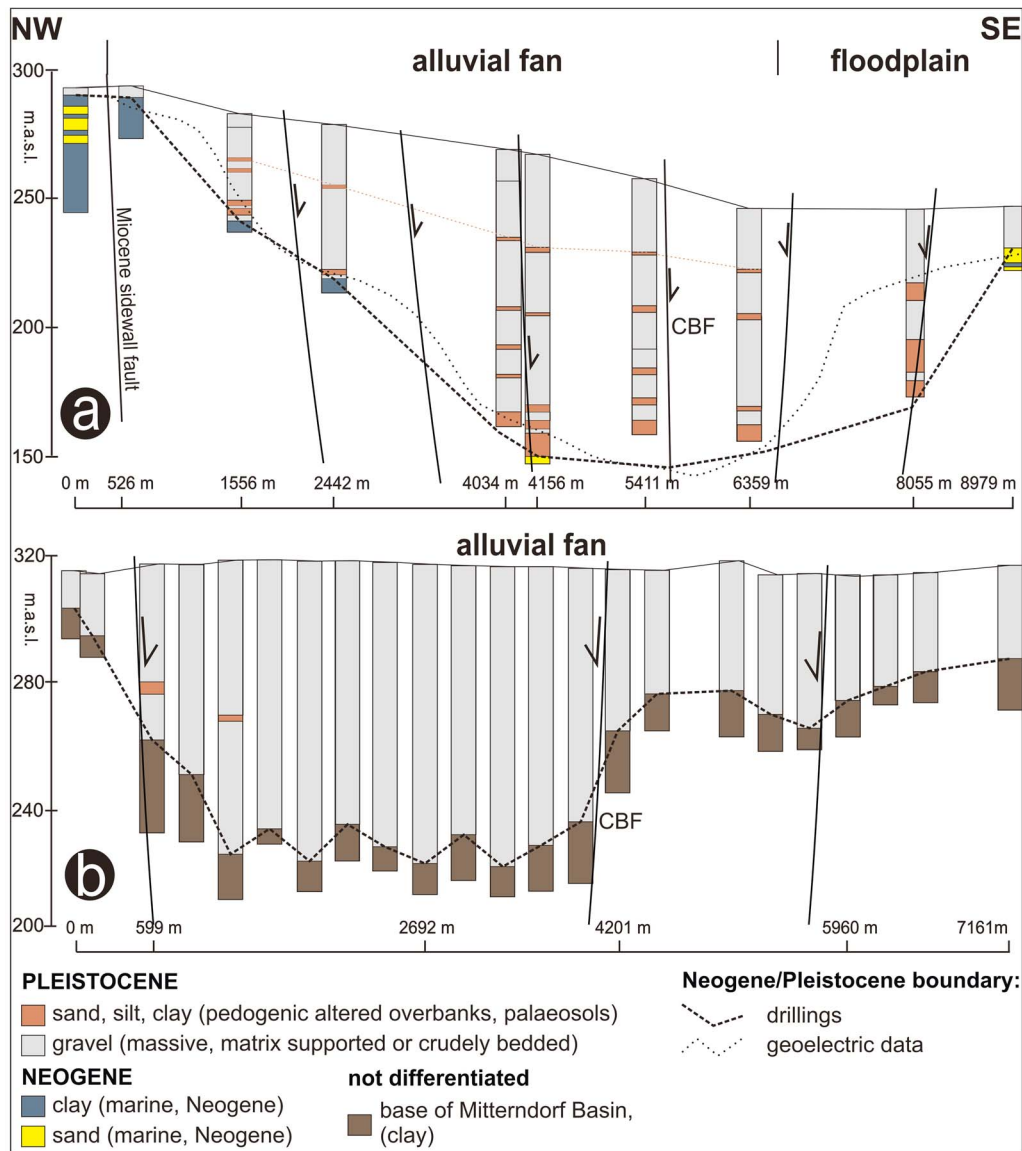 NW
SE
alluvial fan
floodplain
300
m.a.s.l.
250
200
150
Miocene sidewall fault
CBF
a
0 m
526 m
1556 m
2442 m
4034 m
4156 m
5411 m
6359 m
8055 m
8979 m
alluvial fan
320
m.a.s.l.
280
240
200
CBF
b
0 m
599 m
2692 m
4201 m
5960 m
7161m
PLEISTOCENE
sand, silt, clay (pedogenic altered overbanks, palaeosols)
gravel (massive, matrix supported or crudely bedded)
NEOGENE
clay (marine, Neogene)
sand (marine, Neogene)
not differentiated
base of Mitterndorf Basin,
(clay)
Neogene/Pleistocene boundary:
drillings
geoelectric data